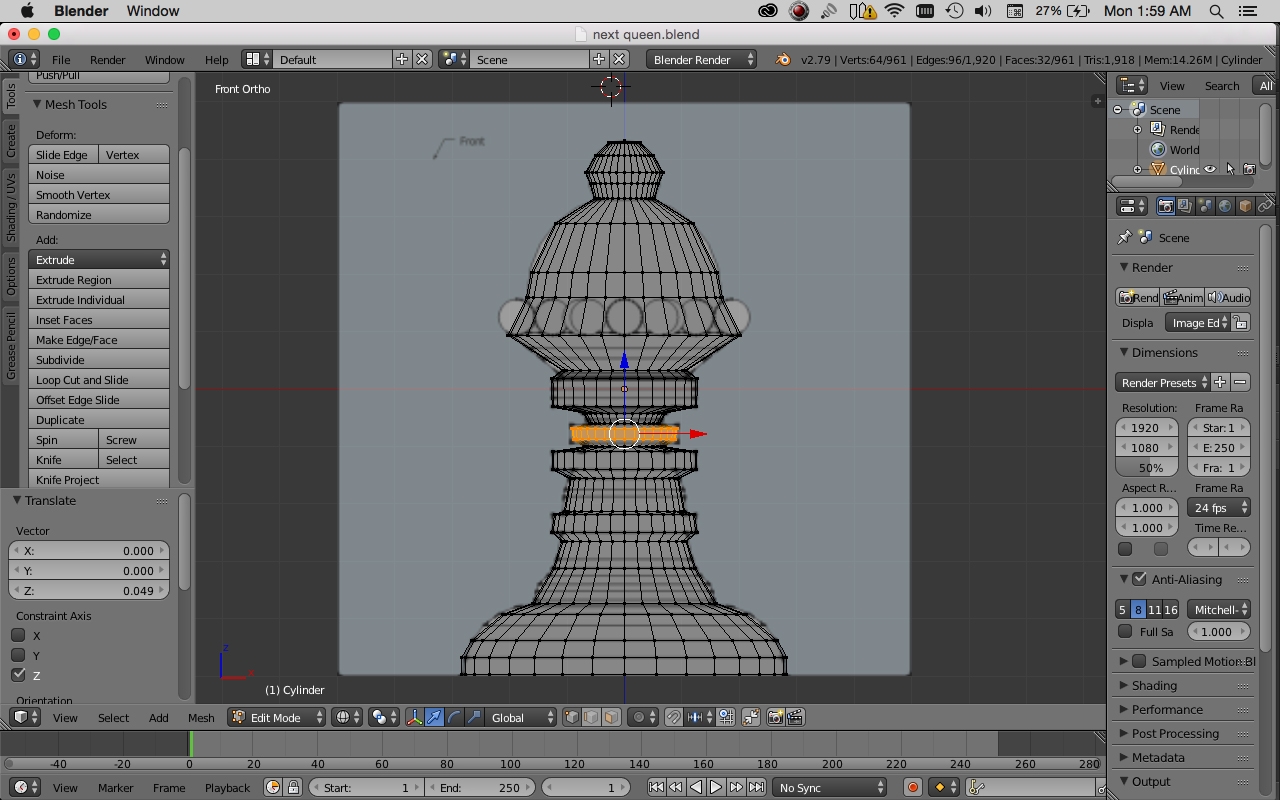 Blender Window 27% Mon 1:59 AM
next queen.blend
File Render Window Help Default Scene Blender Render v2.79 | Verts:64/961 | Edges:96/1,920 | Faces:32/961 | Tris:1,918 | Mem:14.26M | Cylinder
Tools
Create
Shading / UVs
Options
Grease Pencil
Push/Pull
Mesh Tools
Deform:
Slide Edge Vertex
Noise
Smooth Vertex
Randomize
Add:
Extrude
Extrude Region
Extrude Individual
Inset Faces
Make Edge/Face
Subdivide
Loop Cut and Slide
Offset Edge Slide
Duplicate
Spin Screw
Knife Select
Knife Project
Translate
Vector
X: 0.000
Y: 0.000
Z: 0.049
Constraint Axis
X
Y
Z
Orientation
Front Ortho
Front
z
x
(1) Cylinder
View Select Add Mesh Edit Mode Global
View Search All
Scene
Rende
World
Cylinc
Scene
Render
Rend Anim Audio
Displa Image Ed
Dimensions
Render Presets
Resolution: Frame Ra
1920 Star: 1
1080 E: 250
50% Fra: 1
Aspect R... Frame Ra
1.000 24 fps
1.000 Time Re...
Anti-Aliasing
5 8 11 16 Mitchell-
Full Sa 1.000
Sampled Motion Bl
Shading
Performance
Post Processing
Metadata
Output
-40 -20 0 20 40 60 80 100 120 140 160 180 200 220 240 260 280
View Marker Frame Playback Start: 1 End: 250 1 No Sync